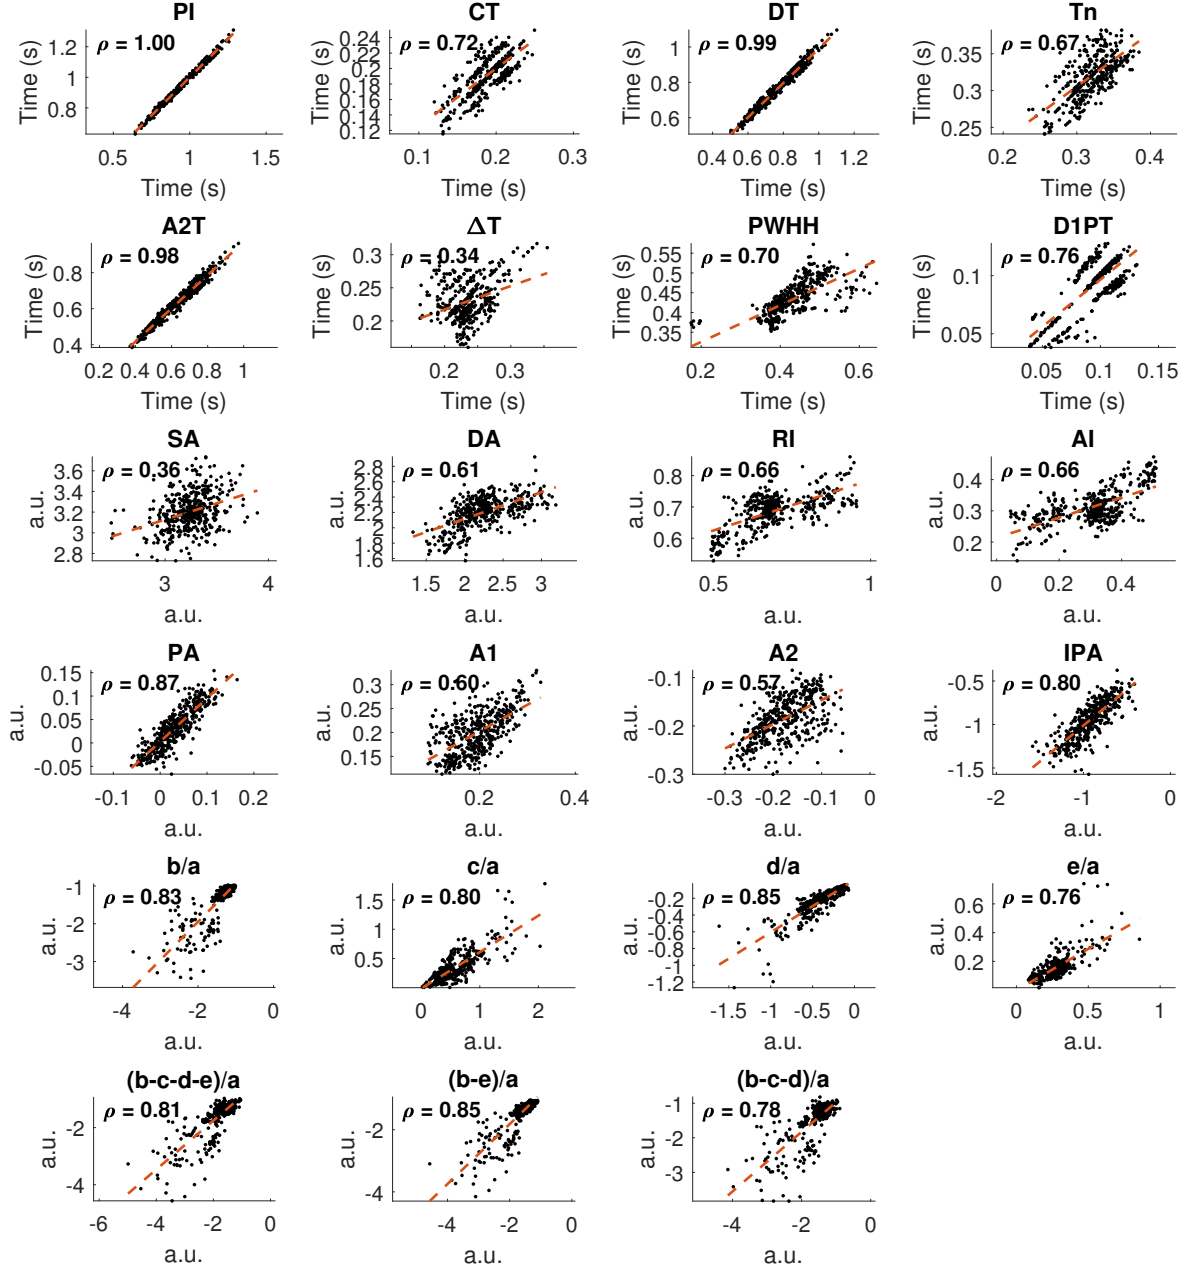 PI
CT
DT
Tn
ρ = 1.00
ρ = 0.72
ρ = 0.99
ρ = 0.67
Time (s)
Time (s)
Time (s)
Time (s)
1.2
1
0.8
0.24
0.22
0.2
0.18
0.16
0.14
0.12
1
0.8
0.6
0.35
0.3
0.25
0.5 1 1.5
0.1 0.2 0.3
0.4 0.6 0.8 1 1.2
0.2 0.3 0.4
Time (s)
Time (s)
Time (s)
Time (s)
A2T
ΔT
PWHH
D1PT
ρ = 0.98
ρ = 0.34
ρ = 0.70
ρ = 0.76
Time (s)
Time (s)
Time (s)
Time (s)
0.8
0.6
0.4
0.3
0.25
0.2
0.55
0.5
0.45
0.4
0.35
0.1
0.05
0.2 0.4 0.6 0.8 1
0.2 0.3
0.2 0.4 0.6
0.05 0.1 0.15
Time (s)
Time (s)
Time (s)
Time (s)
SA
DA
RI
AI
ρ = 0.36
ρ = 0.61
ρ = 0.66
ρ = 0.66
a.u.
a.u.
a.u.
a.u.
3.6
3.4
3.2
3
2.8
2.8
2.6
2.4
2.2
2
1.8
1.6
0.8
0.7
0.6
0.4
0.3
0.2
3 4
1.5 2 2.5 3
0.5 1
0 0.2 0.4
a.u.
a.u.
a.u.
a.u.
PA
A1
A2
IPA
ρ = 0.87
ρ = 0.60
ρ = 0.57
ρ = 0.80
a.u.
a.u.
a.u.
a.u.
0.15
0.1
0.05
0
-0.05
0.3
0.25
0.2
0.15
-0.1
-0.2
-0.3
-0.5
-1
-1.5
-0.1 0 0.1 0.2
0.2 0.4
-0.3 -0.2 -0.1 0
-2 -1 0
a.u.
a.u.
a.u.
a.u.
b/a
c/a
d/a
e/a
ρ = 0.83
ρ = 0.80
ρ = 0.85
ρ = 0.76
a.u.
a.u.
a.u.
a.u.
-1
-2
-3
1.5
1
0.5
-0.2
-0.4
-0.6
-0.8
-1
-1.2
0.6
0.4
0.2
-4 -2 0
0 1 2
-1.5 -1 -0.5 0
0 0.5 1
a.u.
a.u.
a.u.
a.u.
(b-c-d-e)/a
(b-e)/a
(b-c-d)/a
ρ = 0.81
ρ = 0.85
ρ = 0.78
a.u.
a.u.
a.u.
-2
-4
-2
-4
-1
-2
-3
-6 -4 -2 0
-4 -2 0
-4 -2 0
a.u.
a.u.
a.u.